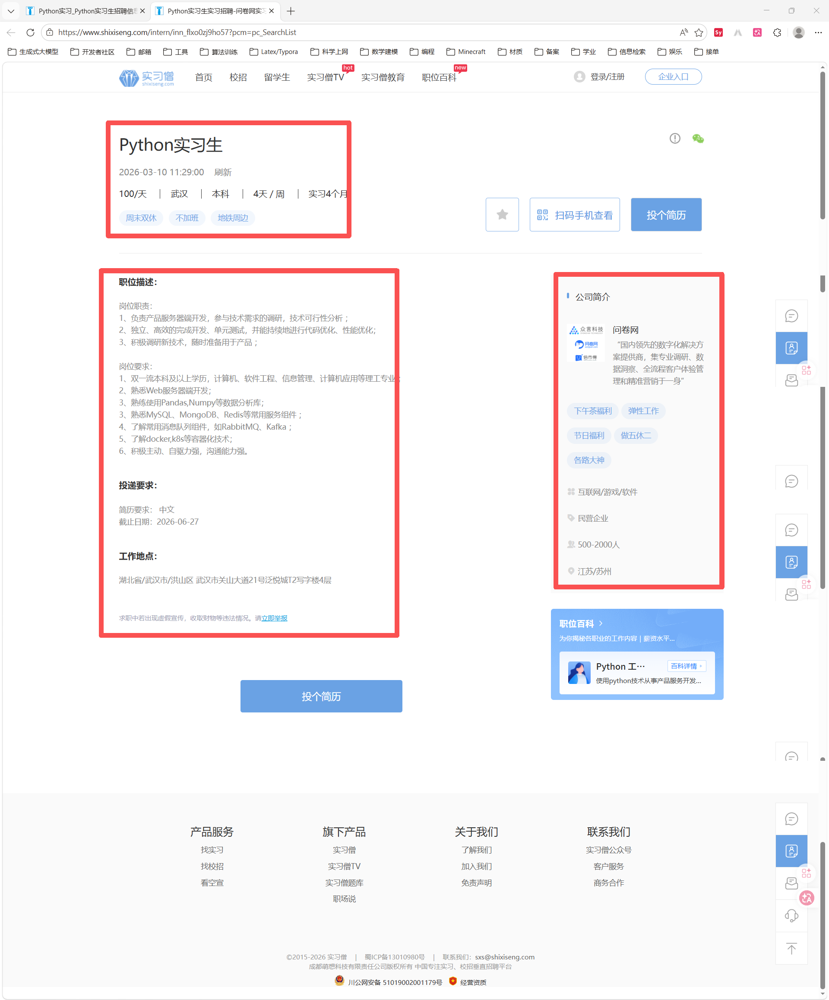 Python实习_Python实习生招聘信息
Python实习生实习招聘-问卷网实习
https://www.shixiseng.com/intern/inn_flxo0zj9ho57?pcm=pc_SearchList
生成式大模型 开发者社区 邮箱 工具 算法训练 Latex/Typora 科学上网 数学建模 编程 Minecraft 材质 备案 学业 信息检索 娱乐 接单
实习僧
shixiseng.com
首页 校招 留学生 实习僧TV hot 实习僧教育 职位百科 new 登录/注册 企业入口
Python实习生
2026-03-10 11:29:00 刷新
100/天 | 武汉 | 本科 | 4天 / 周 | 实习4个月
周末双休 不加班 地铁周边
扫码手机查看 投个简历
职位描述：
岗位职责：
1、负责产品服务器端开发，参与技术需求的调研，技术可行性分析；
2、独立、高效的完成开发、单元测试，并能持续地进行代码优化、性能优化；
3、积极调研新技术，随时准备用于产品；
岗位要求：
1、双一流本科及以上学历，计算机、软件工程、信息管理、计算机应用等理工专业；
2、熟悉Web服务器端开发；
3、熟练使用Pandas,Numpy等数据分析库；
3、熟悉MySQL、MongoDB、Redis等常用服务组件；
4、了解常用消息队列组件，如RabbitMQ、Kafka；
5、了解docker,k8s等容器化技术；
6、积极主动、自驱力强，沟通能力强。
投递要求：
简历要求： 中文
截止日期：2026-06-27
工作地点：
湖北省/武汉市/洪山区 武汉市关山大道21号泛悦城T2写字楼4层
求职中若出现虚假宣传，收取财物等违法情况。请立即举报
投个简历
公司简介
众言科技
问卷网
倍市得
问卷网
“国内领先的数字化解决方
案提供商，集专业调研、数
据洞察、全流程客户体验管
理和精准营销于一身”
下午茶福利 弹性工作
节日福利 做五休二
各路大神
互联网/游戏/软件
民营企业
500-2000人
江苏/苏州
职位百科
为你揭秘各职业的工作内容 | 薪资水平...
Python 工··· 百科详情
使用python技术从事产品服务开发...
产品服务 旗下产品 关于我们 联系我们
找实习 实习僧 了解我们 实习僧公众号
找校招 实习僧TV 加入我们 客户服务
看空宣 实习僧题库 免责声明 商务合作
职场说
©2015-2026 实习僧 | 蜀ICP备13010980号 | 联系我们：sxs@shixiseng.com
成都萌想科技有限责任公司版权所有 中国专注实习、校招垂直招聘平台
川公网安备 51019002001179号 经营资质